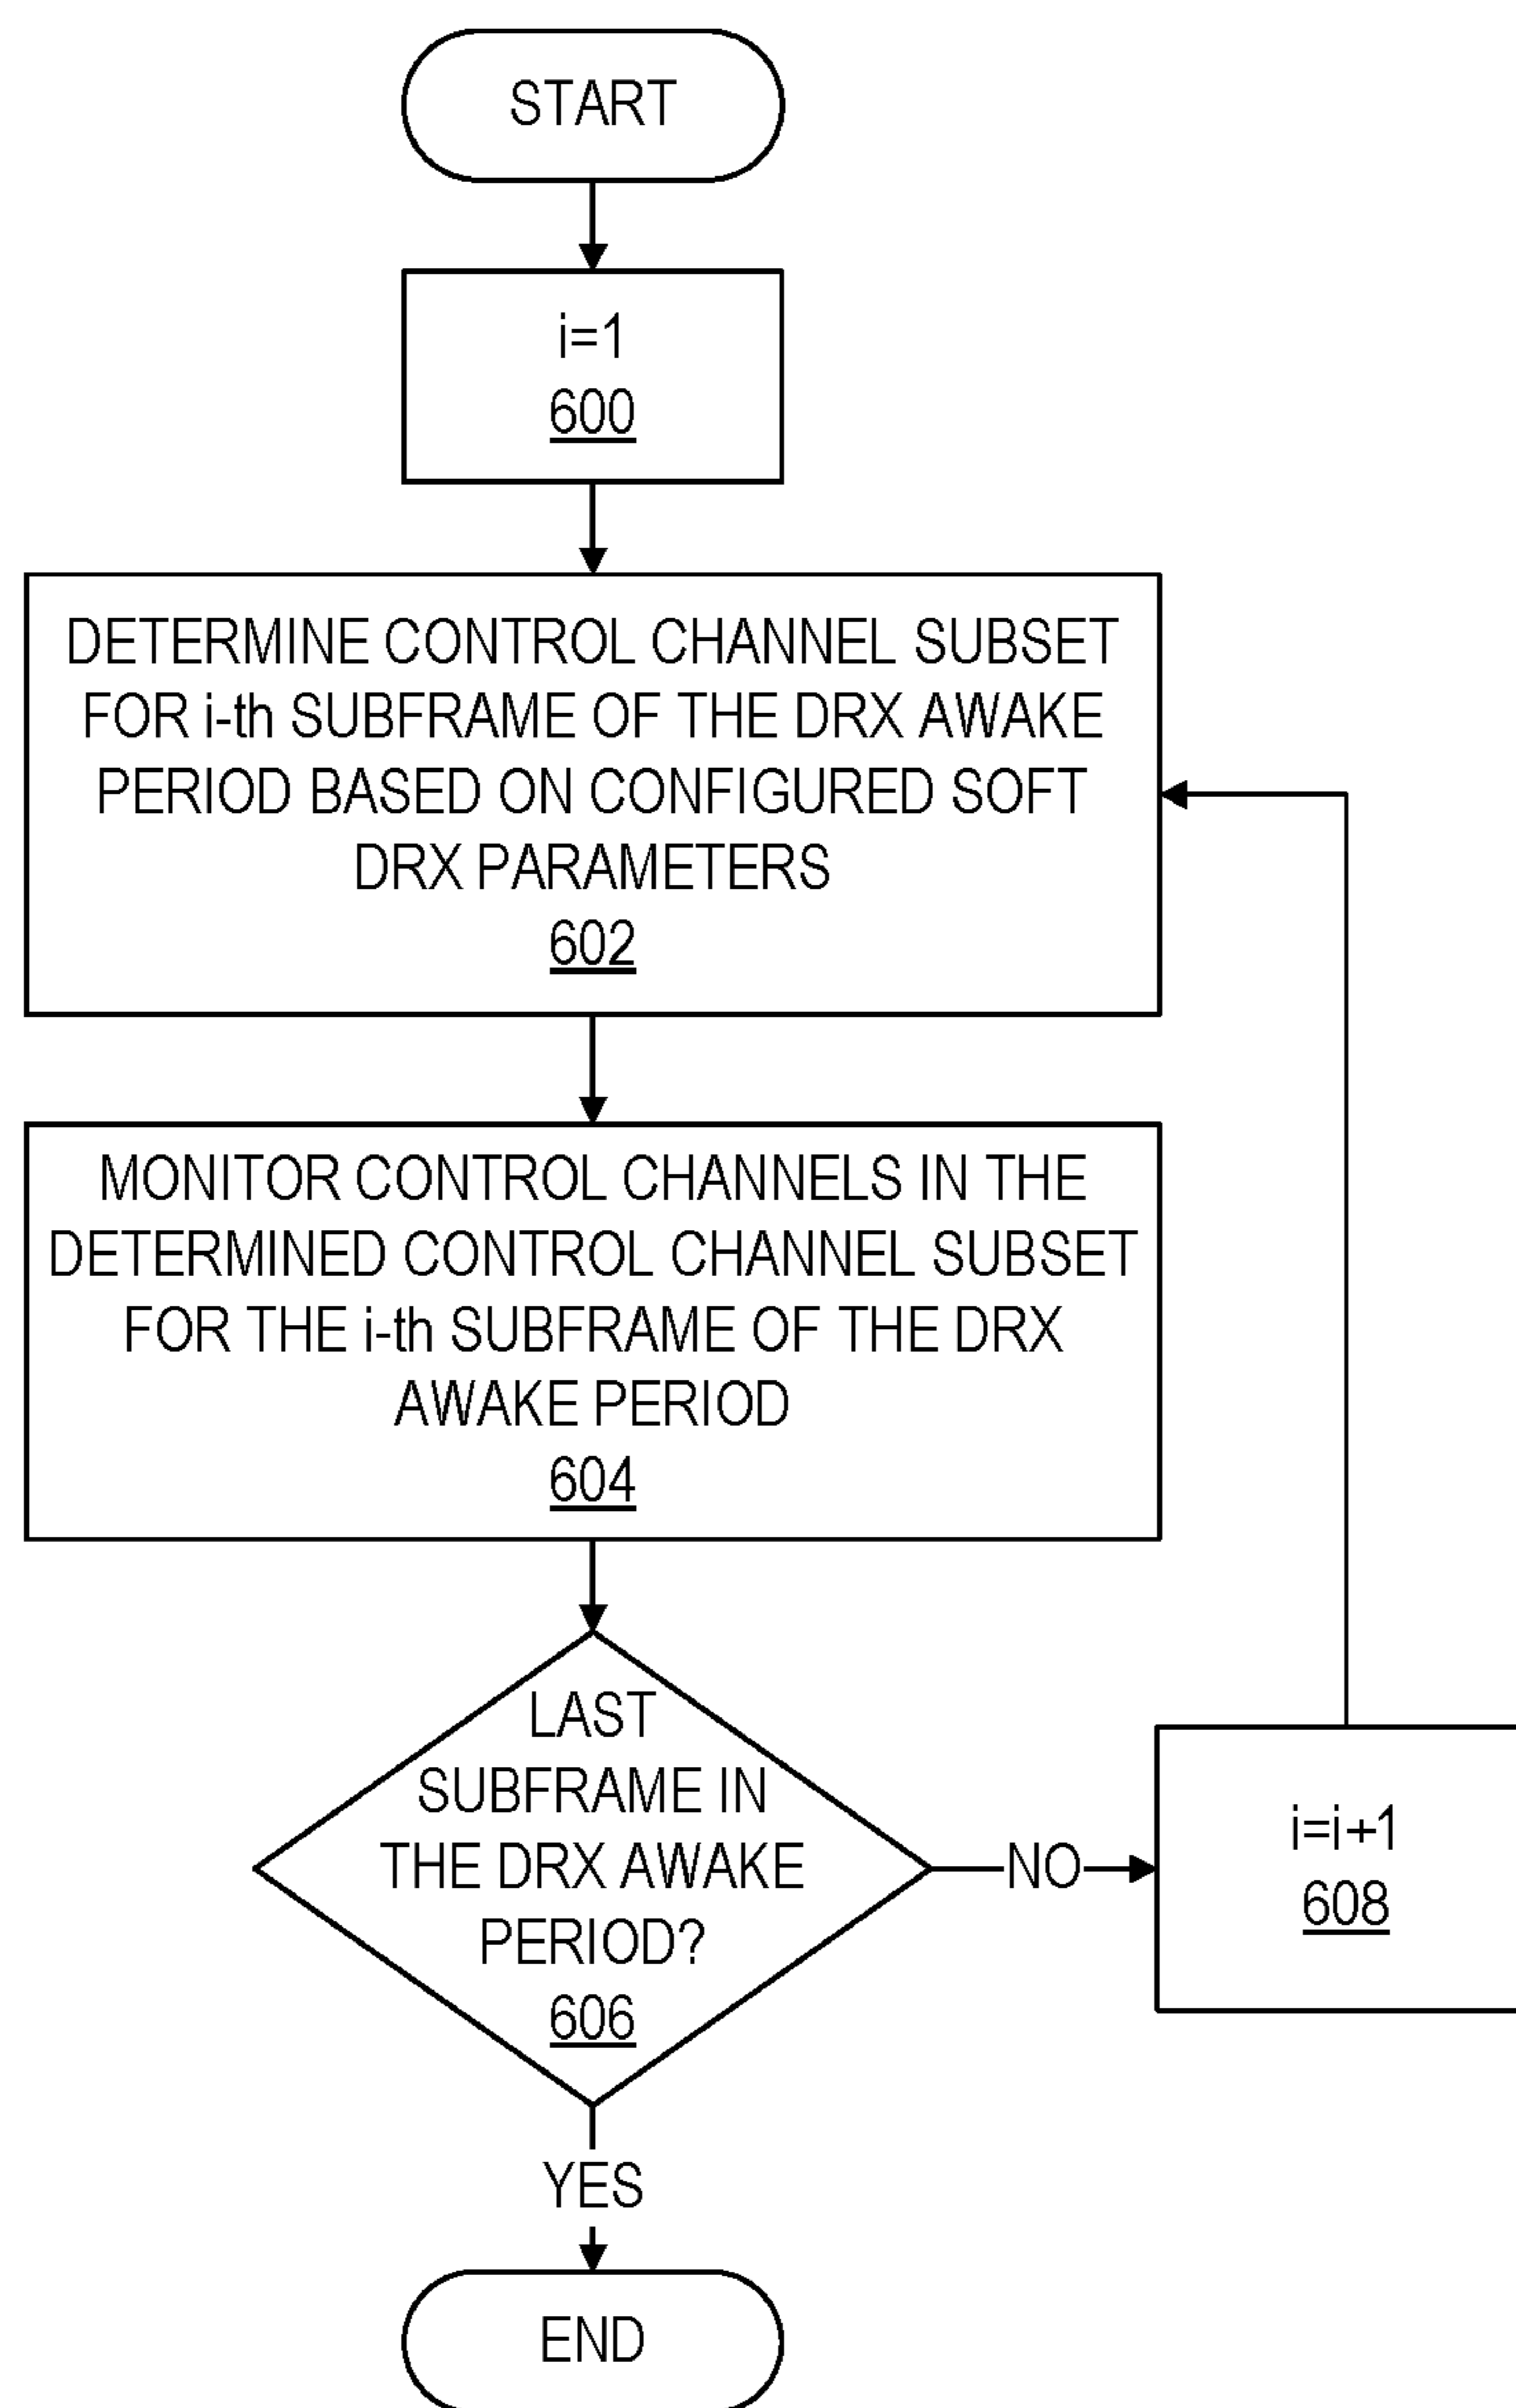 START
i=1
600
DETERMINE CONTROL CHANNEL SUBSET
FOR i-th SUBFRAME OF THE DRX AWAKE
PERIOD BASED ON CONFIGURED SOFT
DRX PARAMETERS
602
MONITOR CONTROL CHANNELS IN THE
DETERMINED CONTROL CHANNEL SUBSET
FOR THE i-th SUBFRAME OF THE DRX
AWAKE PERIOD
604
LAST
SUBFRAME IN
THE DRX AWAKE
PERIOD?
606
NO
i=i+1
608
YES
END